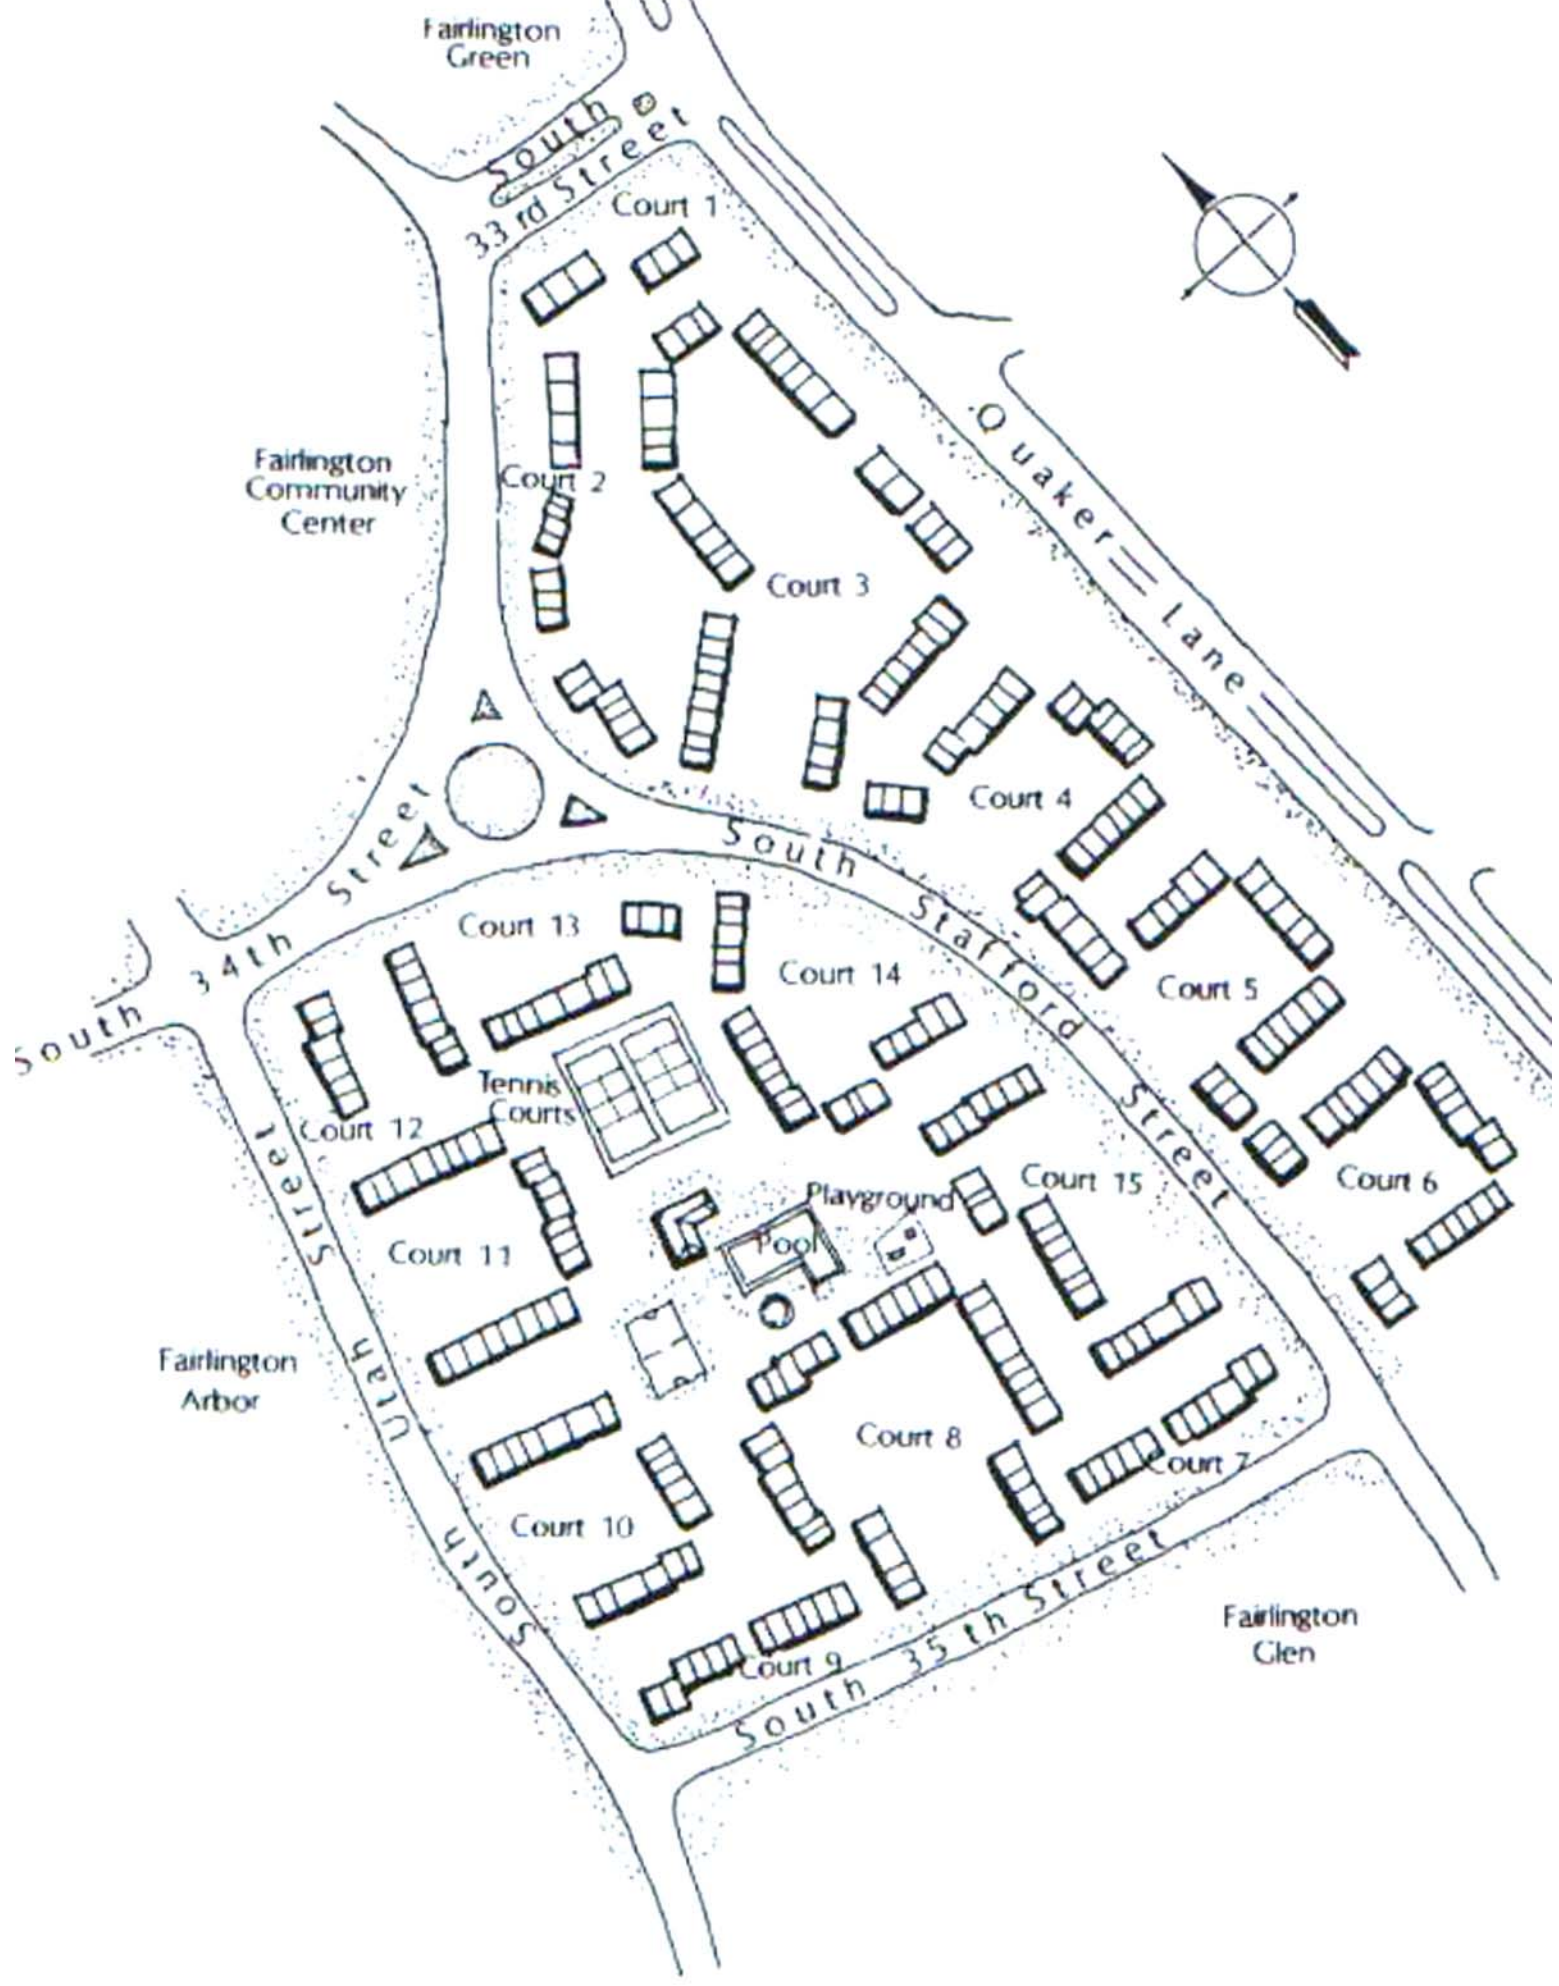 Fairlington
Green
South
33rd Street
Court 1
Quaker Lane
Fairlington
Community
Center
Court 2
Court 3
Court 4
South Stafford Street
South 34th Street
Court 13
Court 14
Court 5
Tennis
Courts
Court 12
Playground
Court 15
Court 6
Court 11
Pool
South Utah Street
Fairlington
Arbor
Court 8
Court 7
Court 10
Court 9
South 35th Street
Fairlington
Glen